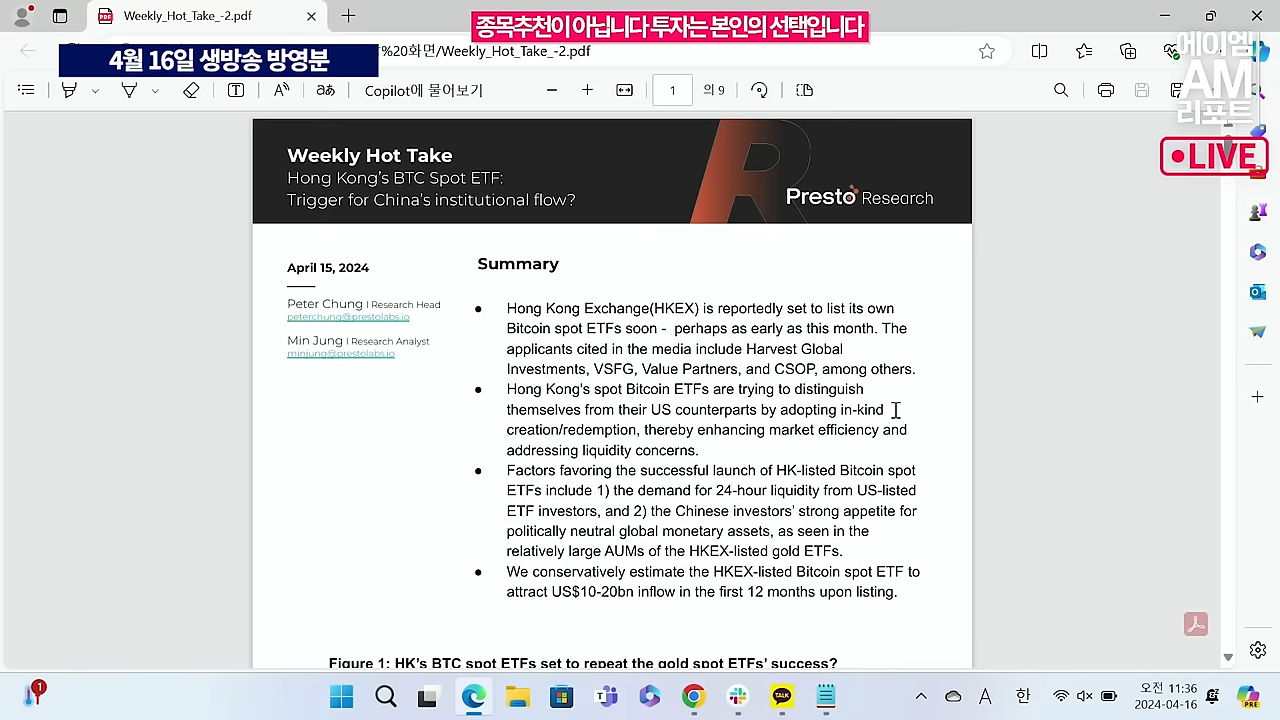 Weekly_Hot_Take_-2.pdf
종목추천이 아닙니다 투자는 본인의 선택입니다
4월 16일 생방송 방영분
%20화면/Weekly_Hot_Take_-2.pdf
에이엠
AM
리포트
LIVE
Copilot에 물어보기
1
의 9
Weekly Hot Take
Hong Kong's BTC Spot ETF:
Trigger for China's institutional flow?
Presto Research
April 15, 2024
Peter Chung | Research Head
peterchung@prestolabs.io
Min Jung | Research Analyst
minjung@prestolabs.io
Summary
● Hong Kong Exchange(HKEX) is reportedly set to list its own
Bitcoin spot ETFs soon - perhaps as early as this month. The
applicants cited in the media include Harvest Global
Investments, VSFG, Value Partners, and CSOP, among others.
● Hong Kong's spot Bitcoin ETFs are trying to distinguish
themselves from their US counterparts by adopting in-kind
creation/redemption, thereby enhancing market efficiency and
addressing liquidity concerns.
● Factors favoring the successful launch of HK-listed Bitcoin spot
ETFs include 1) the demand for 24-hour liquidity from US-listed
ETF investors, and 2) the Chinese investors' strong appetite for
politically neutral global monetary assets, as seen in the
relatively large AUMs of the HKEX-listed gold ETFs.
● We conservatively estimate the HKEX-listed Bitcoin spot ETF to
attract US$10-20bn inflow in the first 12 months upon listing.
Figure 1: HK's BTC spot ETFs set to repeat the gold spot ETFs' success?
1
TALK
A
한
오전 11:36
2024-04-16
PRE